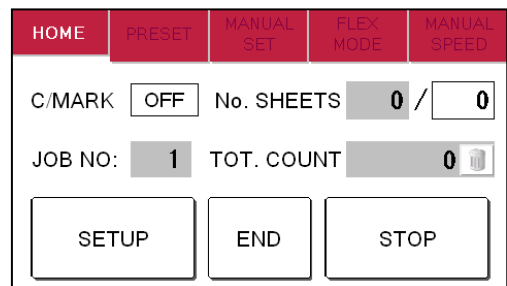 HOME PRESET MANUAL SET FLEX MODE MANUAL SPEED
C/MARK OFF No. SHEETS 0 / 0
JOB NO: 1 TOT. COUNT 0
SETUP END STOP